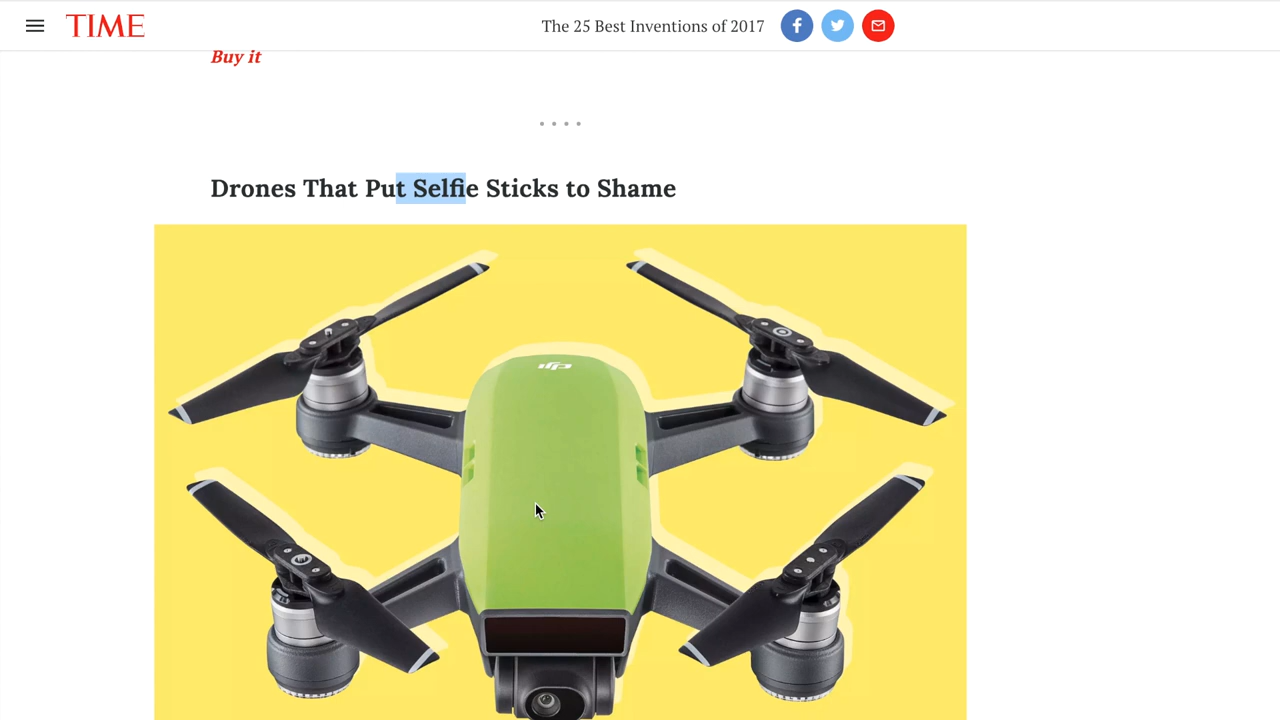 TIME
The 25 Best Inventions of 2017
Buy it
Drones That Put Selfie Sticks to Shame
dji